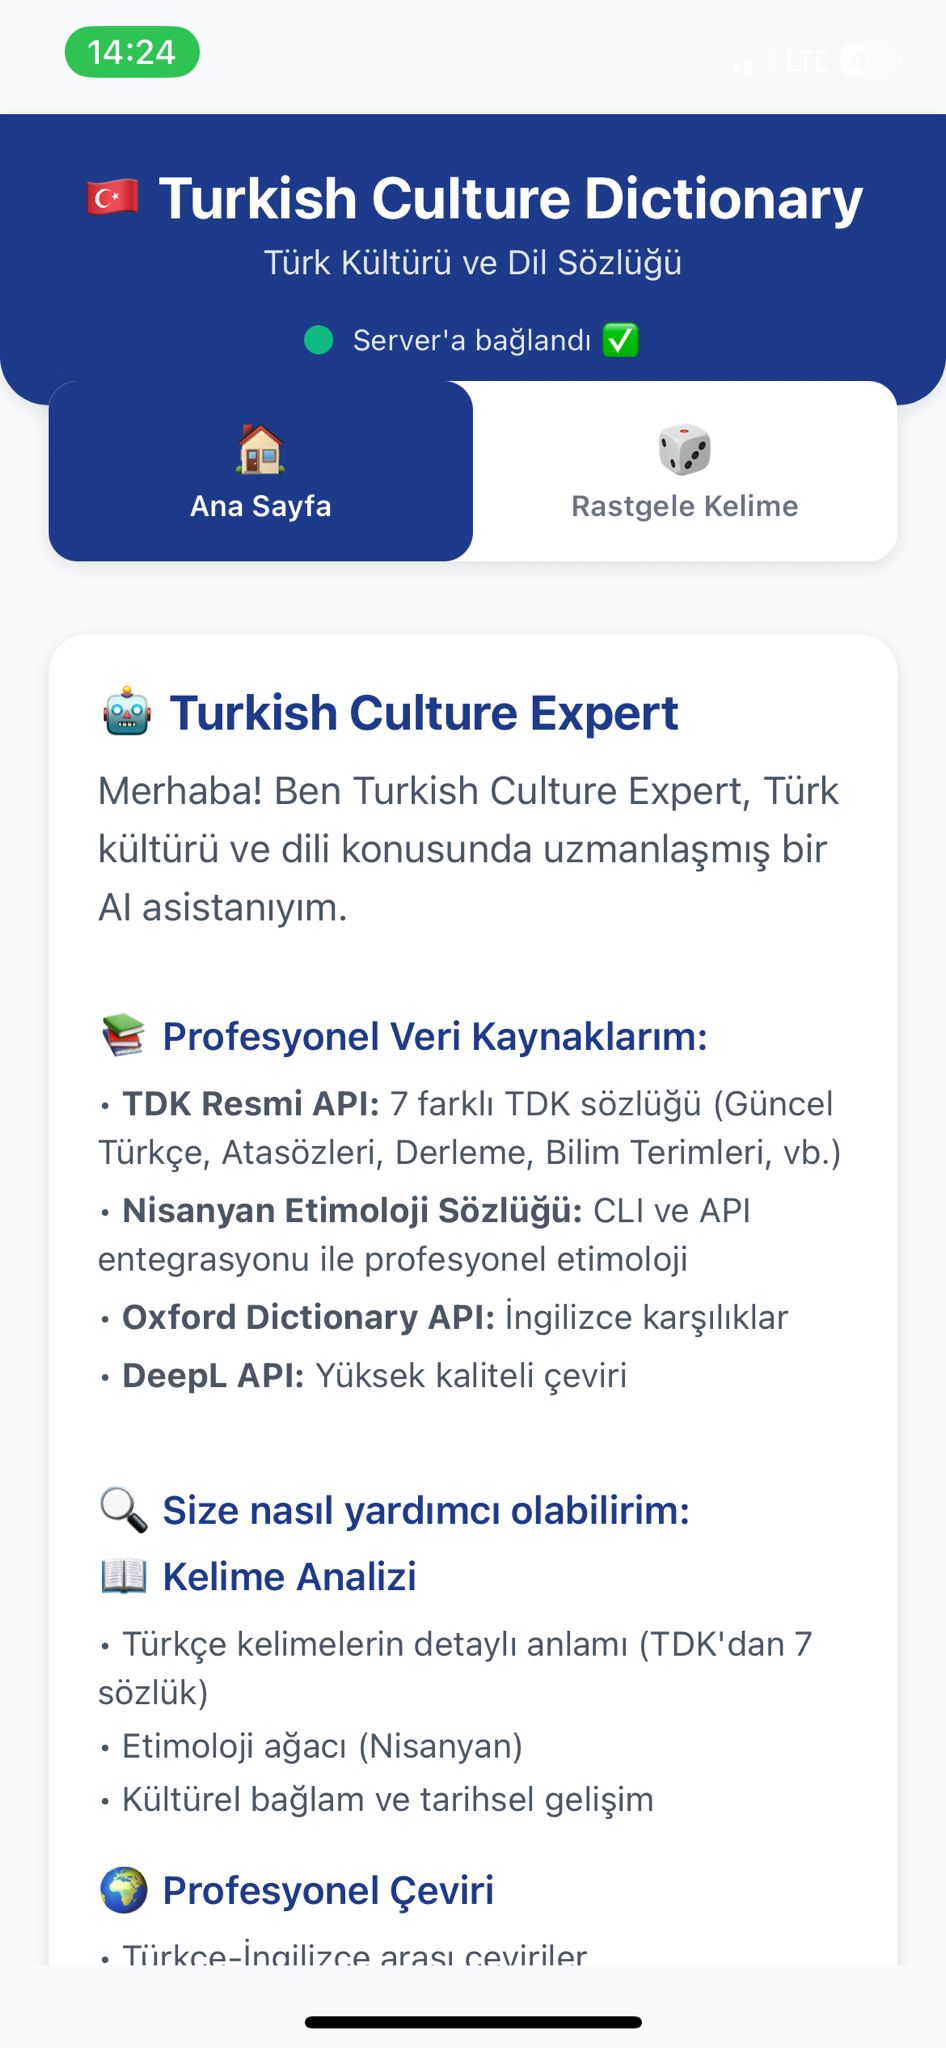 14:24
LTE 40
Turkish Culture Dictionary
Türk Kültürü ve Dil Sözlüğü
Server'a bağlandı
Ana Sayfa
Rastgele Kelime
Turkish Culture Expert
Merhaba! Ben Turkish Culture Expert, Türk
kültürü ve dili konusunda uzmanlaşmış bir
AI asistanıyım.
Profesyonel Veri Kaynaklarım:
• TDK Resmi API: 7 farklı TDK sözlüğü (Güncel
Türkçe, Atasözleri, Derleme, Bilim Terimleri, vb.)
• Nisanyan Etimoloji Sözlüğü: CLI ve API
entegrasyonu ile profesyonel etimoloji
• Oxford Dictionary API: İngilizce karşılıklar
• DeepL API: Yüksek kaliteli çeviri
Size nasıl yardımcı olabilirim:
Kelime Analizi
• Türkçe kelimelerin detaylı anlamı (TDK'dan 7
sözlük)
• Etimoloji ağacı (Nisanyan)
• Kültürel bağlam ve tarihsel gelişim
Profesyonel Çeviri
• Türkçe-İngilizce arası çeviriler